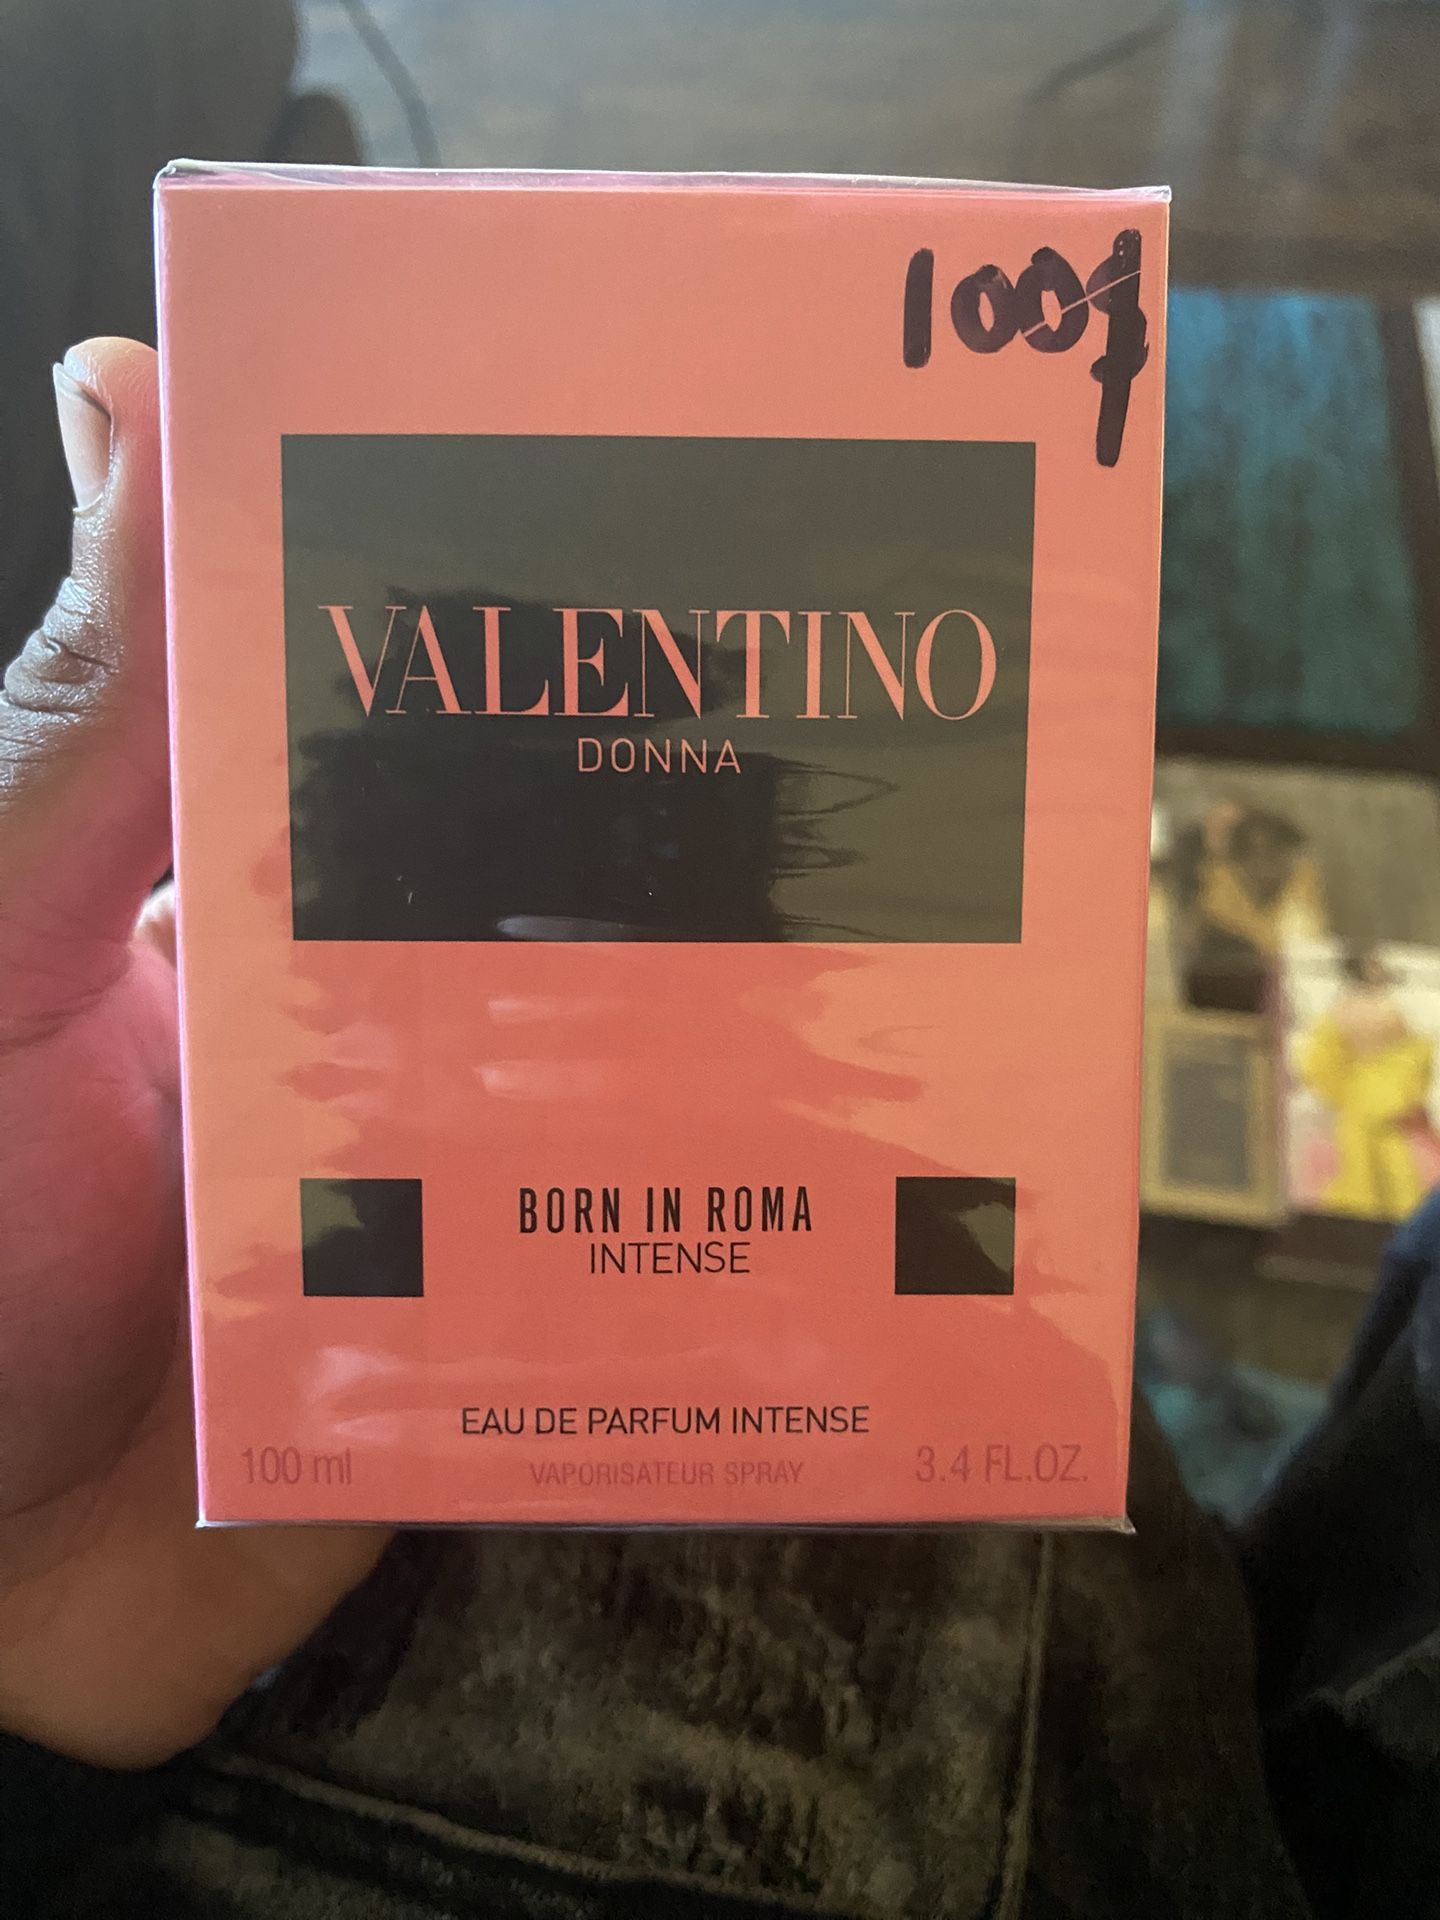 100$
VALENTINO
DONNA
BORN IN ROMA
INTENSE
EAU DE PARFUM INTENSE
100 ml VAPORISATEUR SPRAY 3.4 FL.OZ.